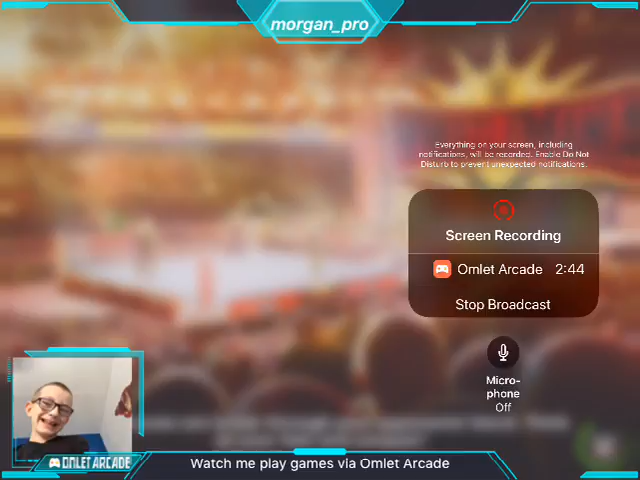 morgan_pro
Everything on your screen, including
notifications, will be recorded. Enable Do Not
Disturb to prevent unexpected notifications.
Screen Recording
Omlet Arcade 2:44
Stop Broadcast
Micro-
phone
Off
OMLET ARCADE
Watch me play games via Omlet Arcade